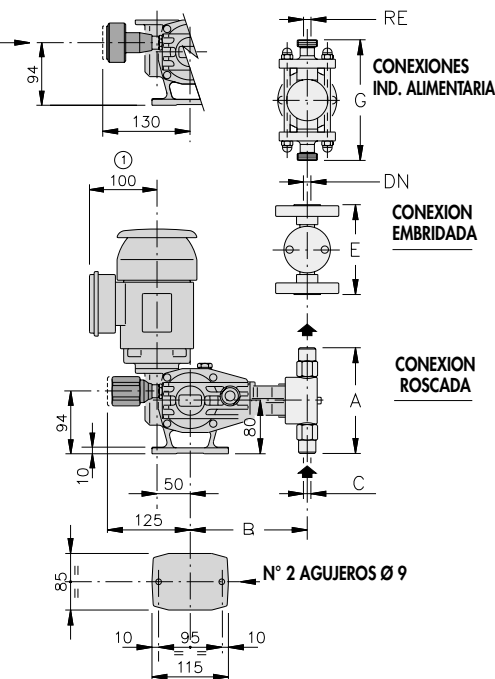 RE
94
CONEXIONES
IND. ALIMENTARIA
G
130
1
100
DN
CONEXION
EMBRIDADA
E
CONEXION
ROSCADA
A
94
80
10
50
C
125
B
N° 2 AGUJEROS Ø 9
85
=
=
10
95
10
=
=
115